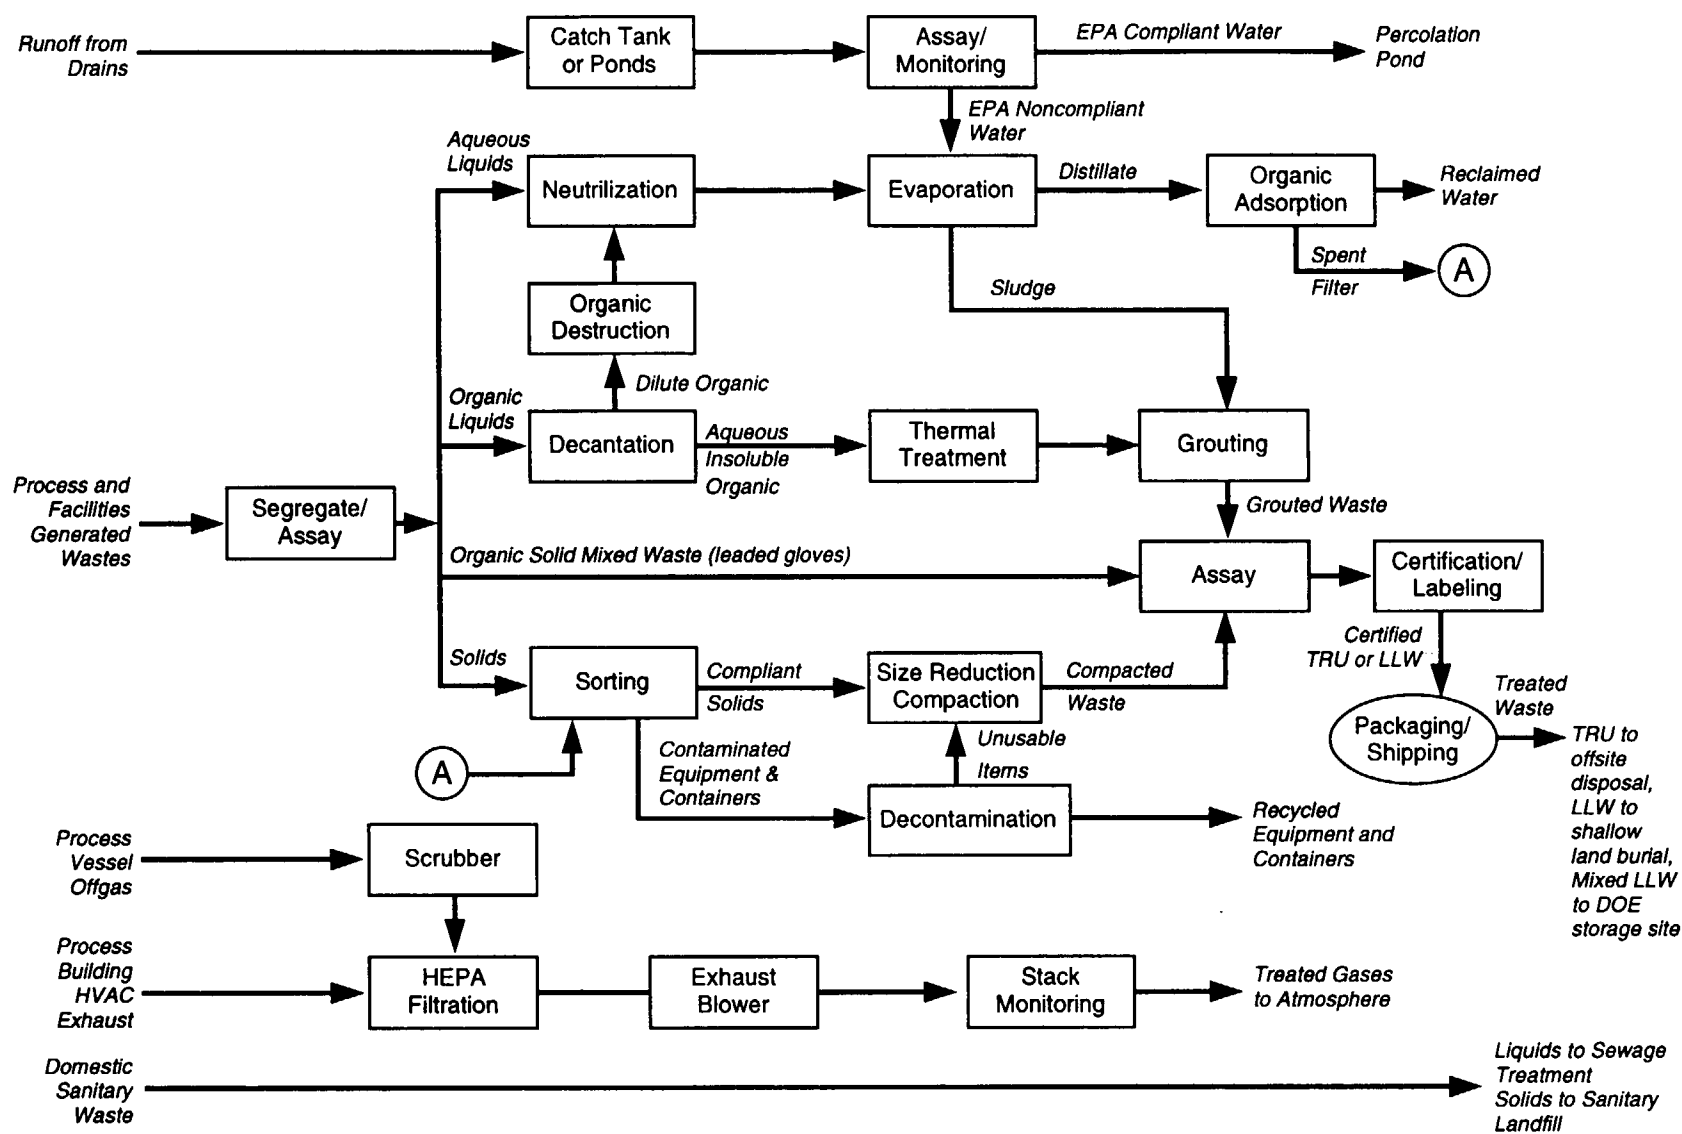 Runoff from
Drains
Catch Tank
or Ponds
Assay/
Monitoring
EPA Compliant Water
Percolation
Pond
EPA Noncompliant
Water
Aqueous
Liquids
Neutrilization
Evaporation
Distillate
Organic
Adsorption
Reclaimed
Water
Spent
Filter
A
Sludge
Organic
Destruction
Dilute Organic
Organic
Liquids
Decantation
Aqueous
Insoluble
Organic
Thermal
Treatment
Grouting
Grouted Waste
Process and
Facilities
Generated
Wastes
Segregate/
Assay
Organic Solid Mixed Waste (leaded gloves)
Assay
Certification/
Labeling
Certified
TRU or LLW
Solids
Sorting
Compliant
Solids
Size Reduction
Compaction
Compacted
Waste
Packaging/
Shipping
Treated
Waste
TRU to
offsite
disposal,
LLW to
shallow
land burial,
Mixed LLW
to DOE
storage site
A
Contaminated
Equipment &
Containers
Unusable
Items
Decontamination
Recycled
Equipment and
Containers
Process
Vessel
Offgas
Scrubber
Process
Building
HVAC
Exhaust
HEPA
Filtration
Exhaust
Blower
Stack
Monitoring
Treated Gases
to Atmosphere
Domestic
Sanitary
Waste
Liquids to Sewage
Treatment
Solids to Sanitary
Landfill